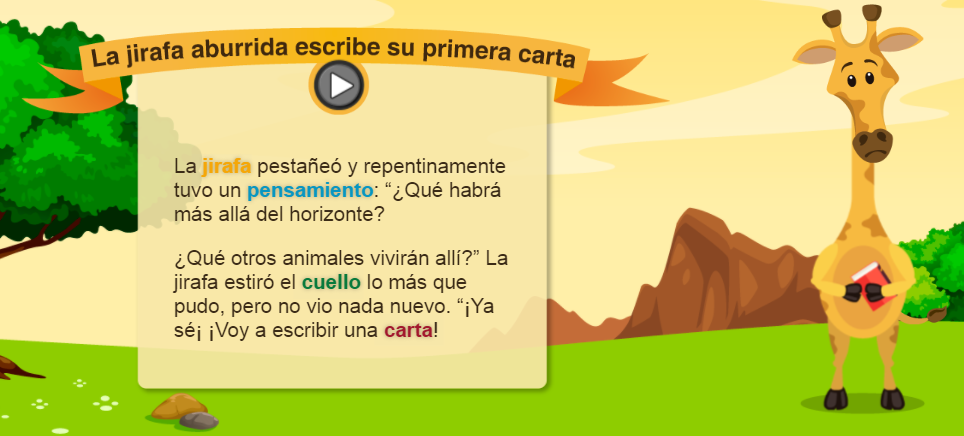 La jirafa aburrida escribe su primera carta
La jirafa pestañeó y repentinamente
tuvo un pensamiento: “¿Qué habrá
más allá del horizonte?
¿Qué otros animales vivirán allí?” La
jirafa estiró el cuello lo más que
pudo, pero no vio nada nuevo. “¡Ya
sé¡ ¡Voy a escribir una carta!